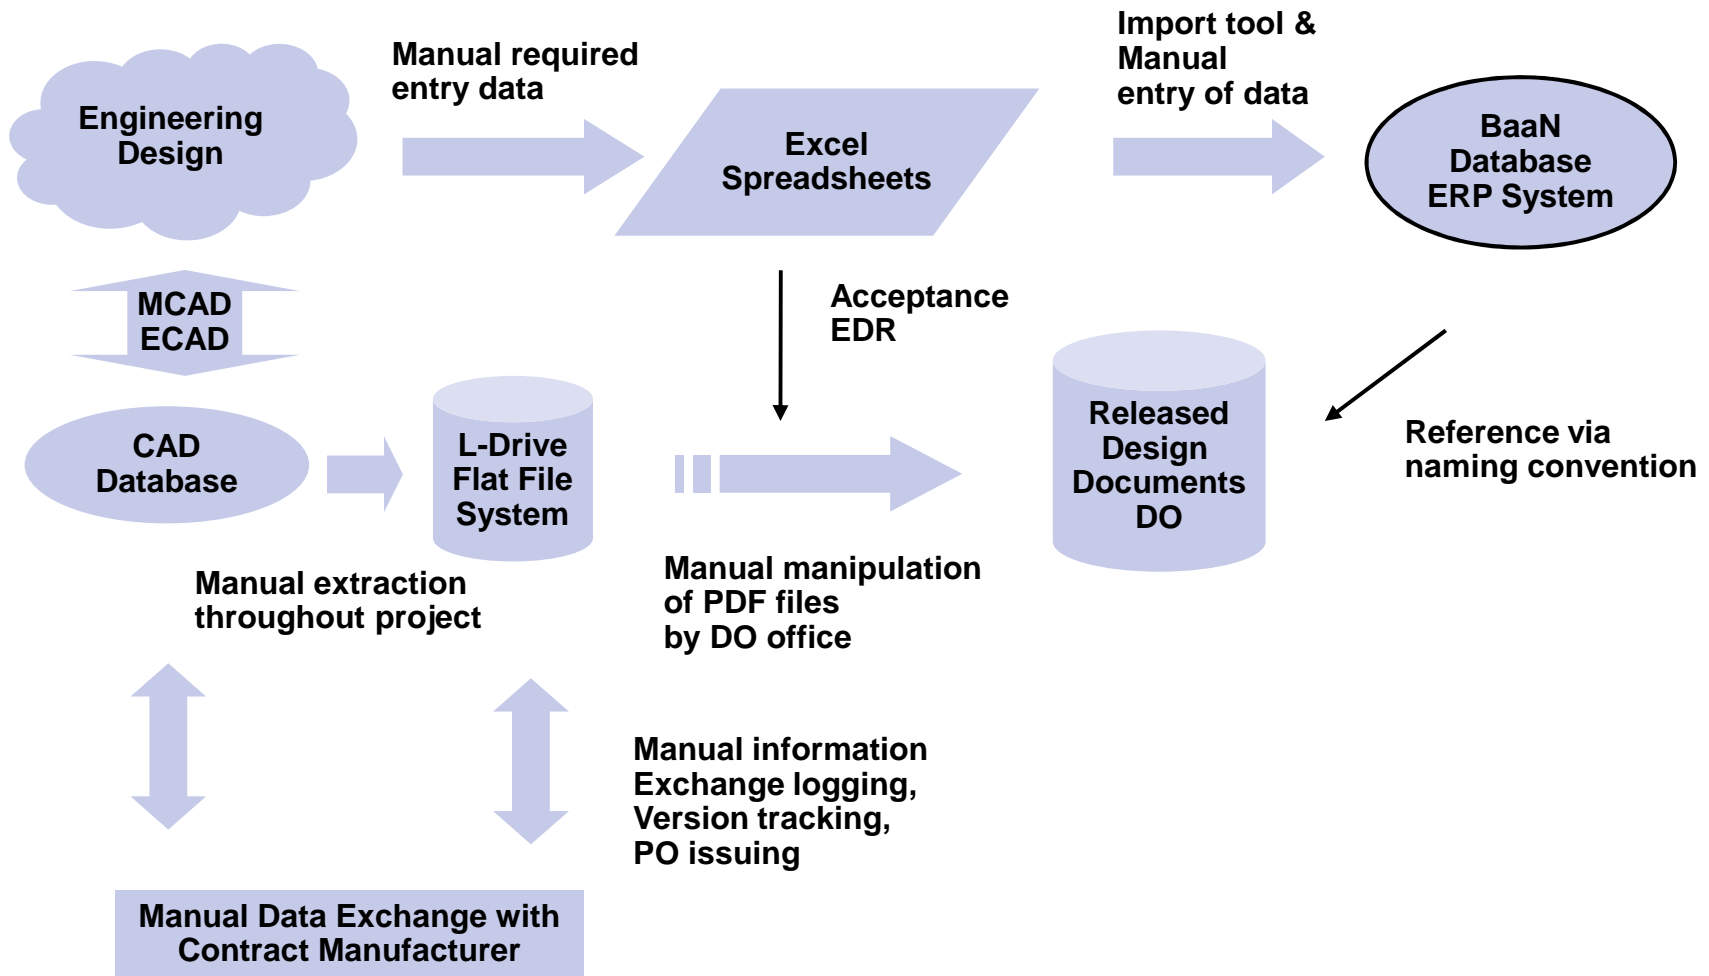 Engineering
Design
Manual required
entry data
Excel
Spreadsheets
Import tool &
Manual
entry of data
BaaN
Database
ERP System
MCAD
ECAD
Acceptance
EDR
CAD
Database
L-Drive
Flat File
System
Released
Design
Documents
DO
Reference via
naming convention
Manual extraction
throughout project
Manual manipulation
of PDF files
by DO office
Manual information
Exchange logging,
Version tracking,
PO issuing
Manual Data Exchange with
Contract Manufacturer